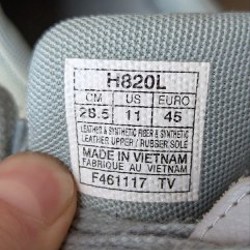 H820L
CM US EURO
28.5 11 45
LEATHER & SYNTHETIC FIBER & SYNTHETIC
LEATHER UPPER / RUBBER SOLE
MADE IN VIETNAM
FABRIQUE AU VIETNAM
F461117 TV